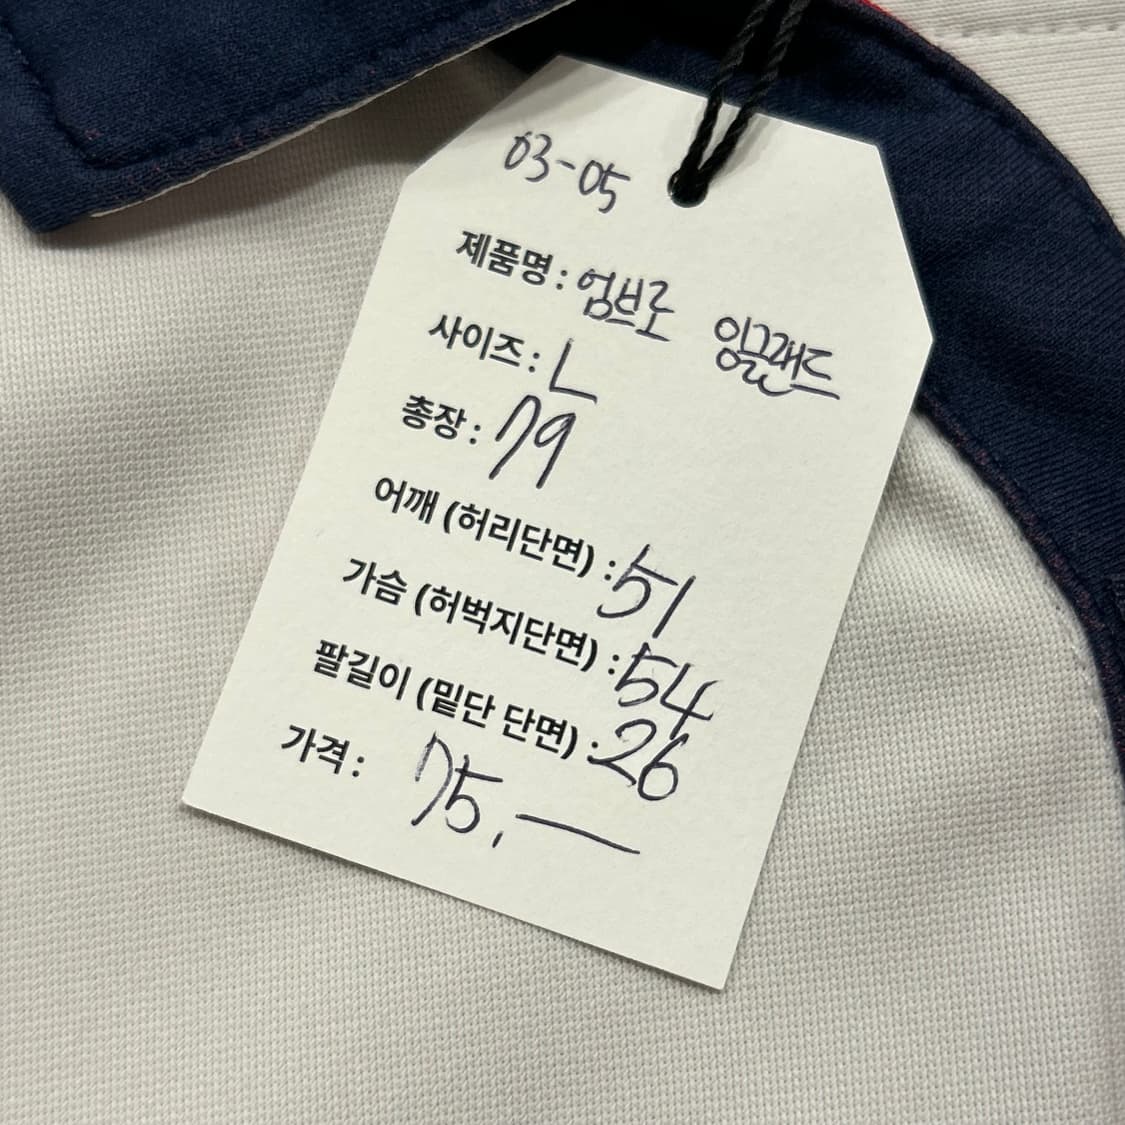 03-05
제품명 : 엄브로 잉글랜드
사이즈 : L
총장 : 79
어깨 (허리단면) : 51
가슴 (허벅지단면) : 54
팔길이 (밑단 단면) : 26
가격 : 75,—